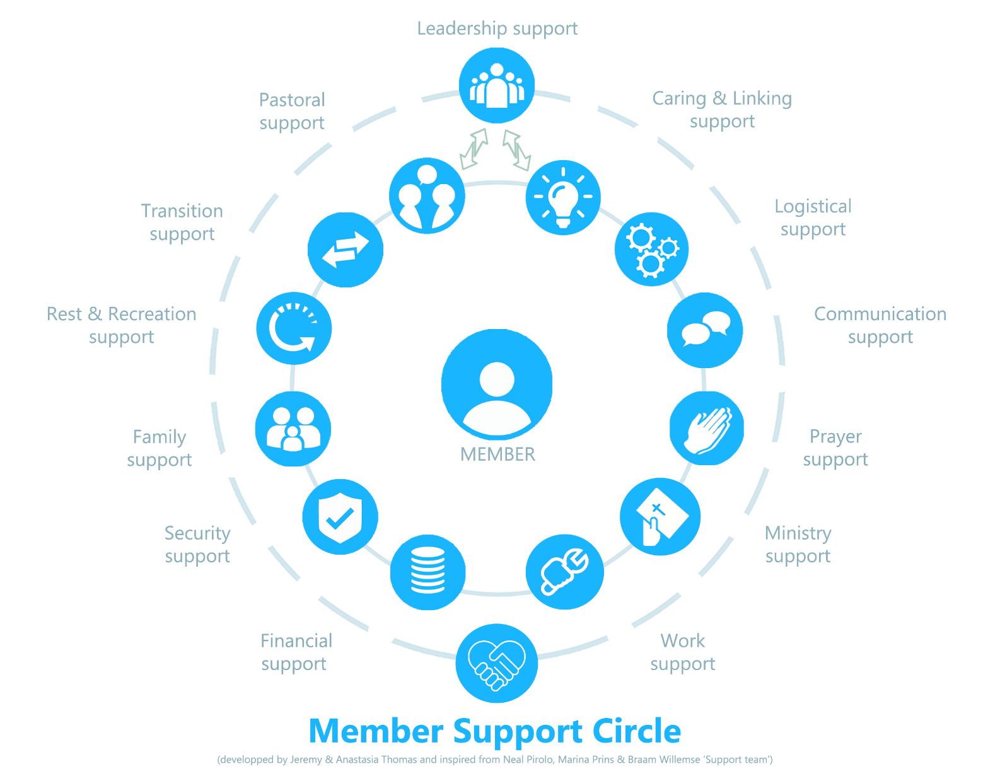 Leadership support
Pastoral
support
Caring & Linking
support
Transition
support
Logistical
support
Rest & Recreation
support
Communication
support
Family
support
MEMBER
Prayer
support
Security
support
Ministry
support
Financial
support
Work
support
Member Support Circle
(developped by Jeremy & Anastasia Thomas and inspired from Neal Pirolo, Marina Prins & Braam Willemse ‘Support team’)